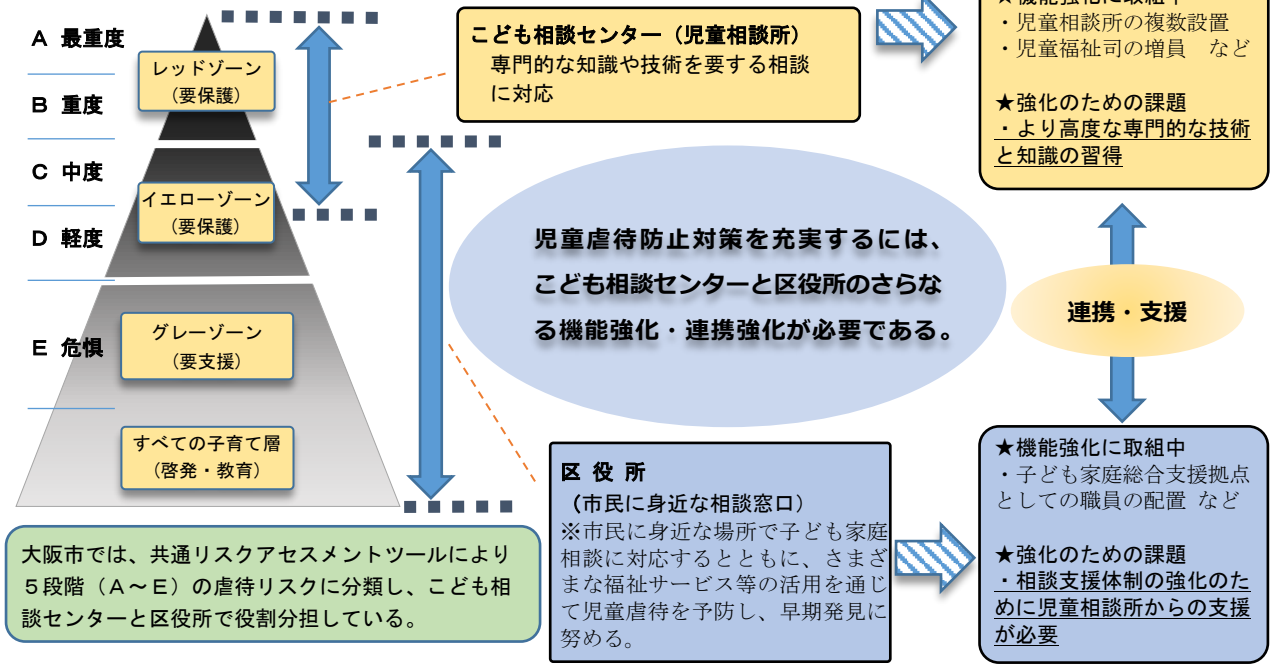 A 最重度
B 重度
C 中度
D 軽度
E 危惧
レッドゾーン
(要保護)
イエローゾーン
(要保護)
グレーゾーン
(要支援)
すべての子育て層
(啓発・教育)
大阪市では、共通リスクアセスメントツールにより
5段階(A~E)の虐待リスクに分類し、こども相
談センターと区役所で役割分担している。
こども相談センター(児童相談所)
専門的な知識や技術を要する相談
に対応
児童虐待防止対策を充実するには、
こども相談センターと区役所のさらな
る機能強化・連携強化が必要である。
区 役 所
(市民に身近な相談窓口)
※市民に身近な場所で子ども家庭
相談に対応するとともに、さまざ
まな福祉サービス等の活用を通じ
て児童虐待を予防し、早期発見に
努める。
★機能強化に取組中
・児童相談所の複数設置
・児童福祉司の増員 など
★強化のための課題
・より高度な専門的な技術
と知識の習得
連携・支援
★機能強化に取組中
・子ども家庭総合支援拠点
としての職員の配置 など
★強化のための課題
・相談支援体制の強化のた
めに児童相談所からの支援
が必要